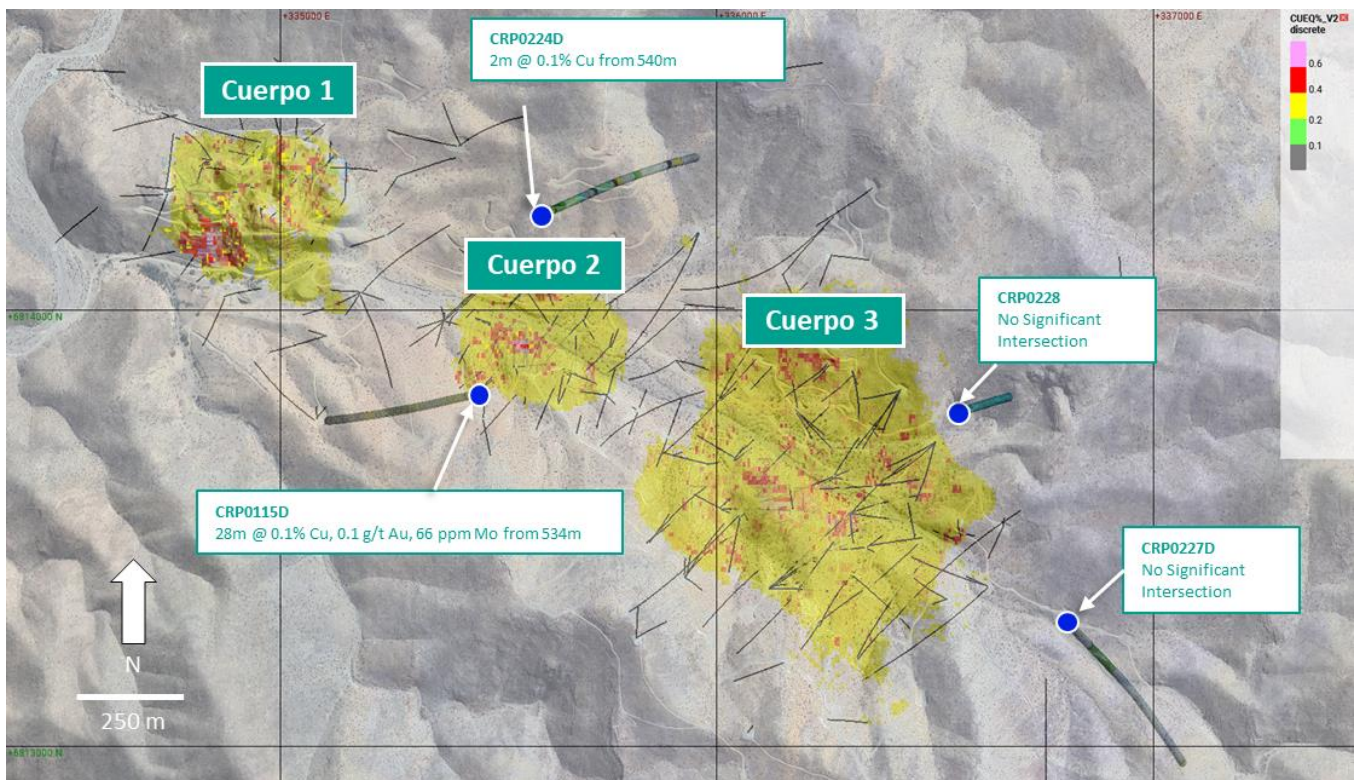 +335000 E
+336000 E
+337000 E
CUEQ%_V2
discrete
0.6
0.4
0.2
0.1
CRP0224D
2m @ 0.1% Cu from 540m
Cuerpo 1
Cuerpo 2
Cuerpo 3
+6814000 N
CRP0228
No Significant
Intersection
CRP0115D
28m @ 0.1% Cu, 0.1 g/t Au, 66 ppm Mo from 534m
CRP0227D
No Significant
Intersection
N
250 m
+6813000 N